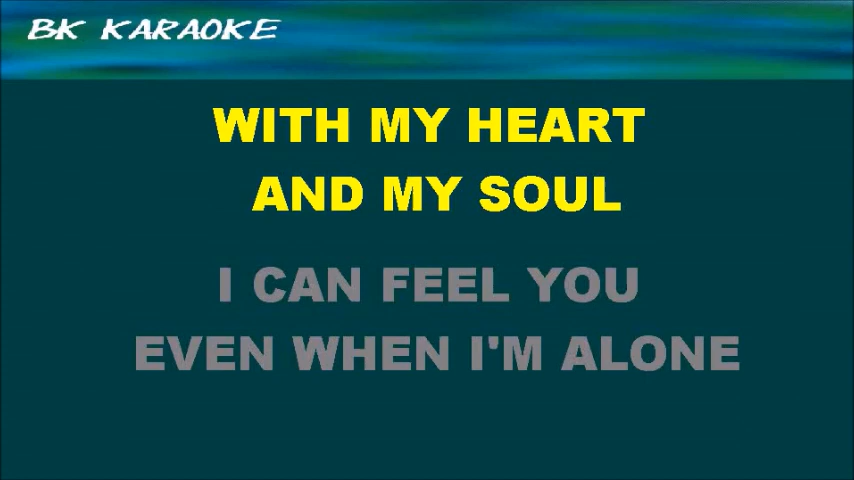 BK KARAOKE
WITH MY HEART
AND MY SOUL
I CAN FEEL YOU
EVEN WHEN I'M ALONE